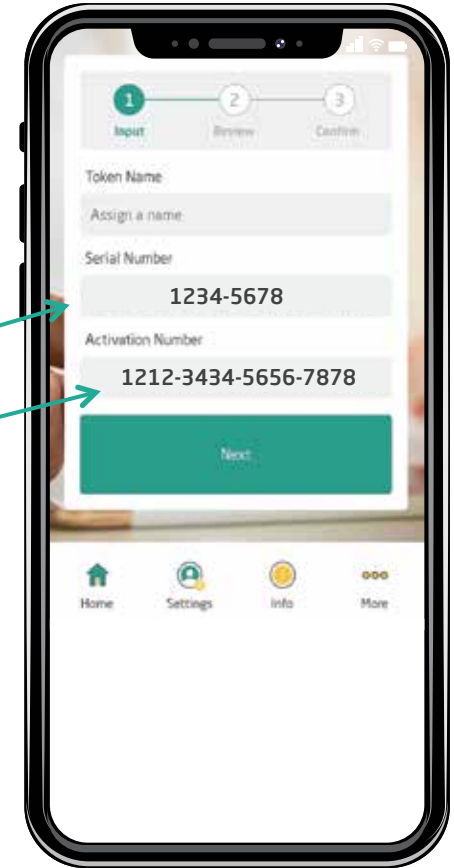 1 2 3
Input Review Confirm
Token Name
Assign a name
Serial Number
1234-5678
Activation Number
1212-3434-5656-7878
Next
Home Settings Info More